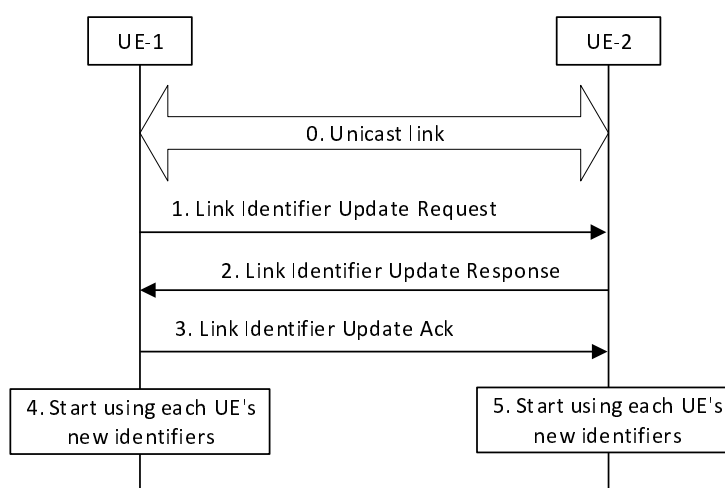 UE-1
UE-2
0. Unicast link
1. Link Identifier Update Request
2. Link Identifier Update Response
3. Link Identifier Update Ack
4. Start using each UE's
new identifiers
5. Start using each UE's
new identifiers